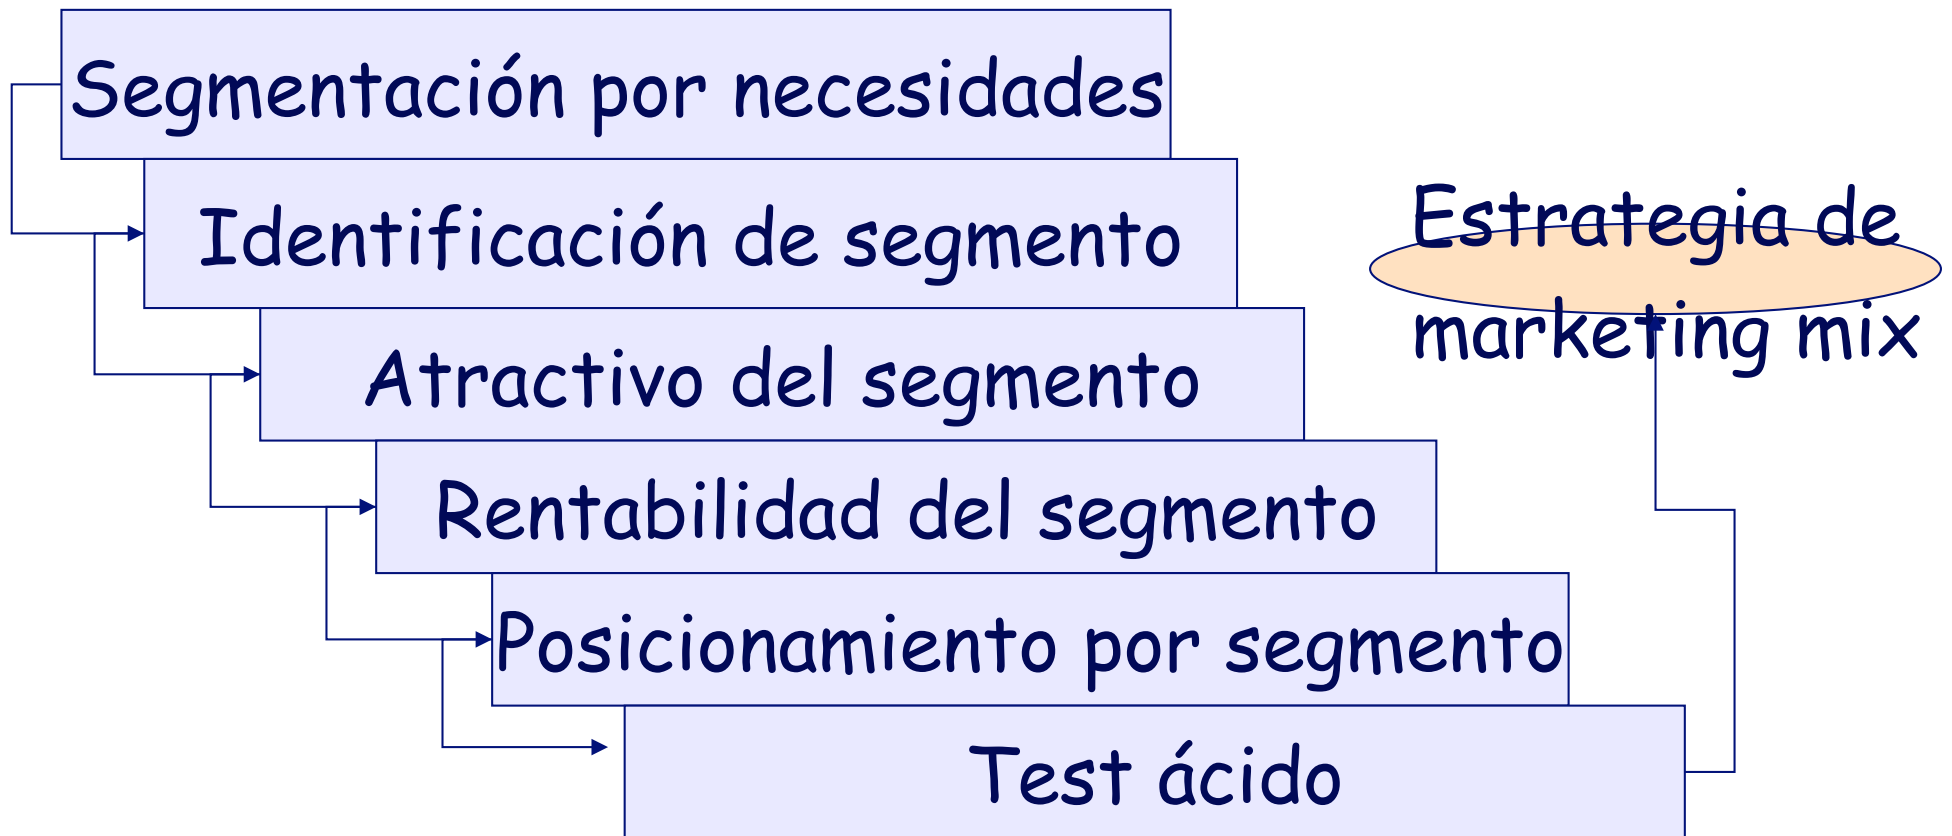 Segmentación por necesidades
Identificación de segmento
Atractivo del segmento
Rentabilidad del segmento
Posicionamiento por segmento
Test ácido
Estrategia de
marketing mix